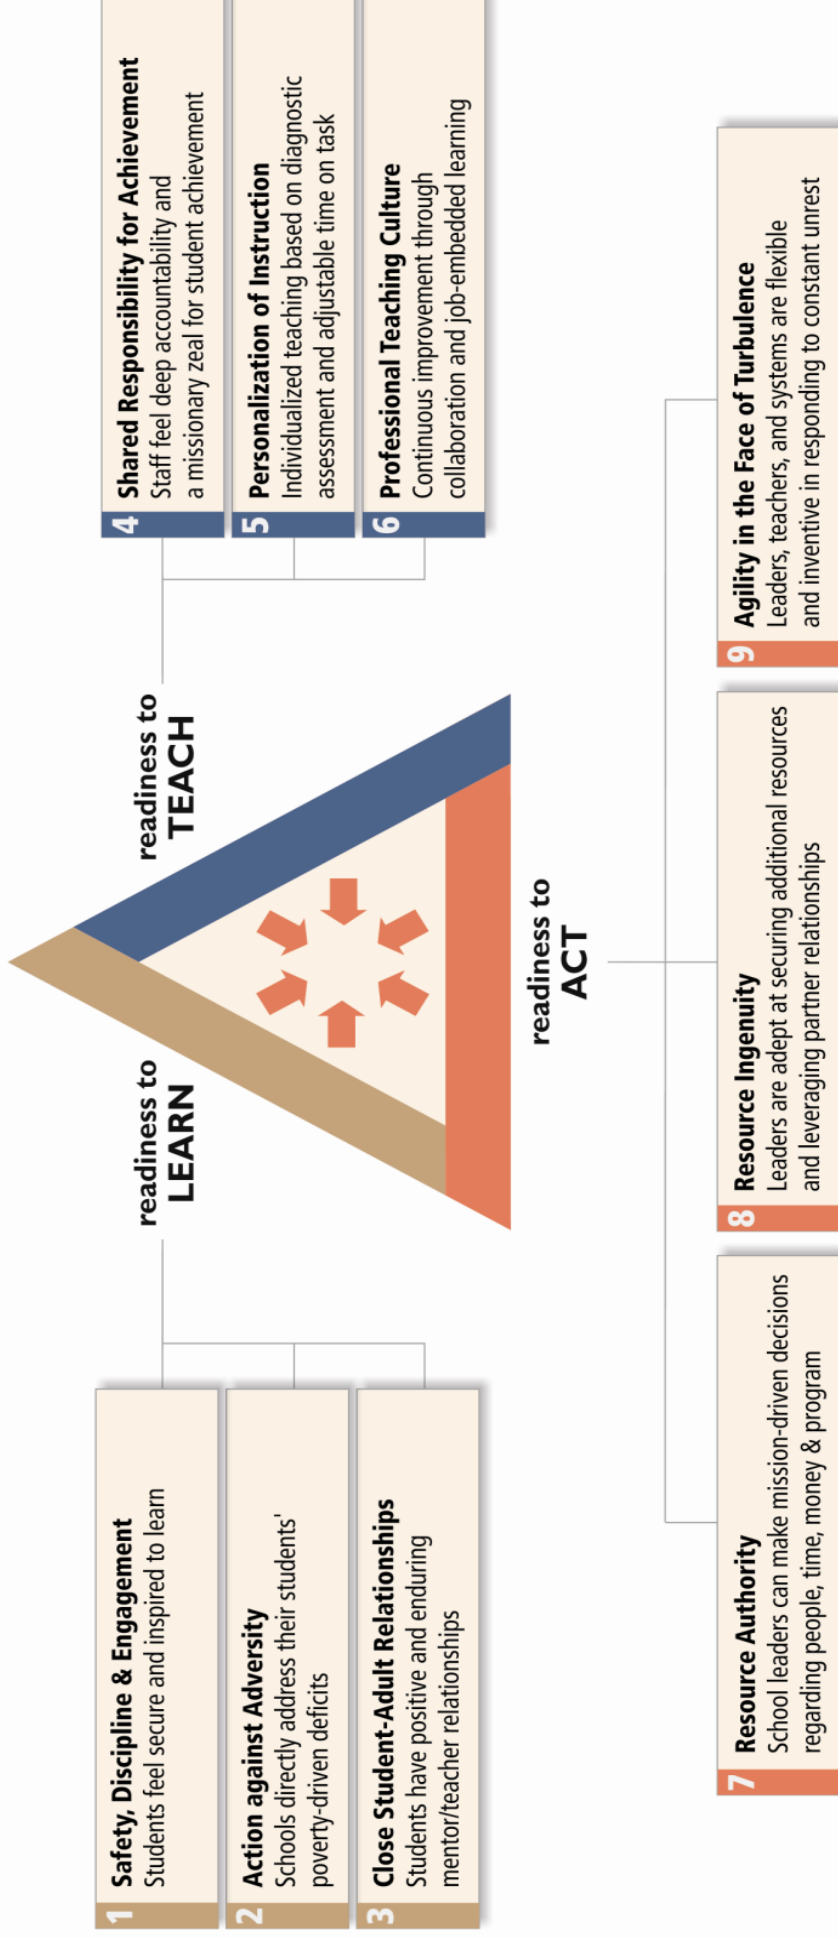 readiness to
LEARN
1
Safety, Discipline & Engagement
Students feel secure and inspired to learn
2
Action against Adversity
Schools directly address their students'
poverty-driven deficits
3
Close Student-Adult Relationships
Students have positive and enduring
mentor/teacher relationships
readiness to
TEACH
4
Shared Responsibility for Achievement
Staff feel deep accountability and
a missionary zeal for student achievement
5
Personalization of Instruction
Individualized teaching based on diagnostic
assessment and adjustable time on task
6
Professional Teaching Culture
Continuous improvement through
collaboration and job-embedded learning
readiness to
ACT
7
Resource Authority
School leaders can make mission-driven decisions
regarding people, time, money & program
8
Resource Ingenuity
Leaders are adept at securing additional resources
and leveraging partner relationships
9
Agility in the Face of Turbulence
Leaders, teachers, and systems are flexible
and inventive in responding to constant unrest